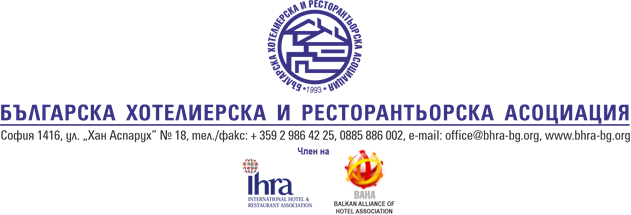 БЪЛГАРСКА ХОТЕЛИЕРСКА И РЕСТОРАНТЬОРСКА АСОЦИАЦИЯ
•1993•
БЪЛГАРСКА ХОТЕЛИЕРСКА И РЕСТОРАНТЬОРСКА АСОЦИАЦИЯ
София 1416, ул. „Хан Аспарух” № 18, тел./факс: + 359 2 986 42 25, 0885 886 002, e-mail: office@bhra-bg.org, www.bhra-bg.org
Член на
ihra
INTERNATIONAL HOTEL &
RESTAURANT ASSOCIATION
BAHA
BALKAN ALLIANCE OF
HOTEL ASSOCIATION